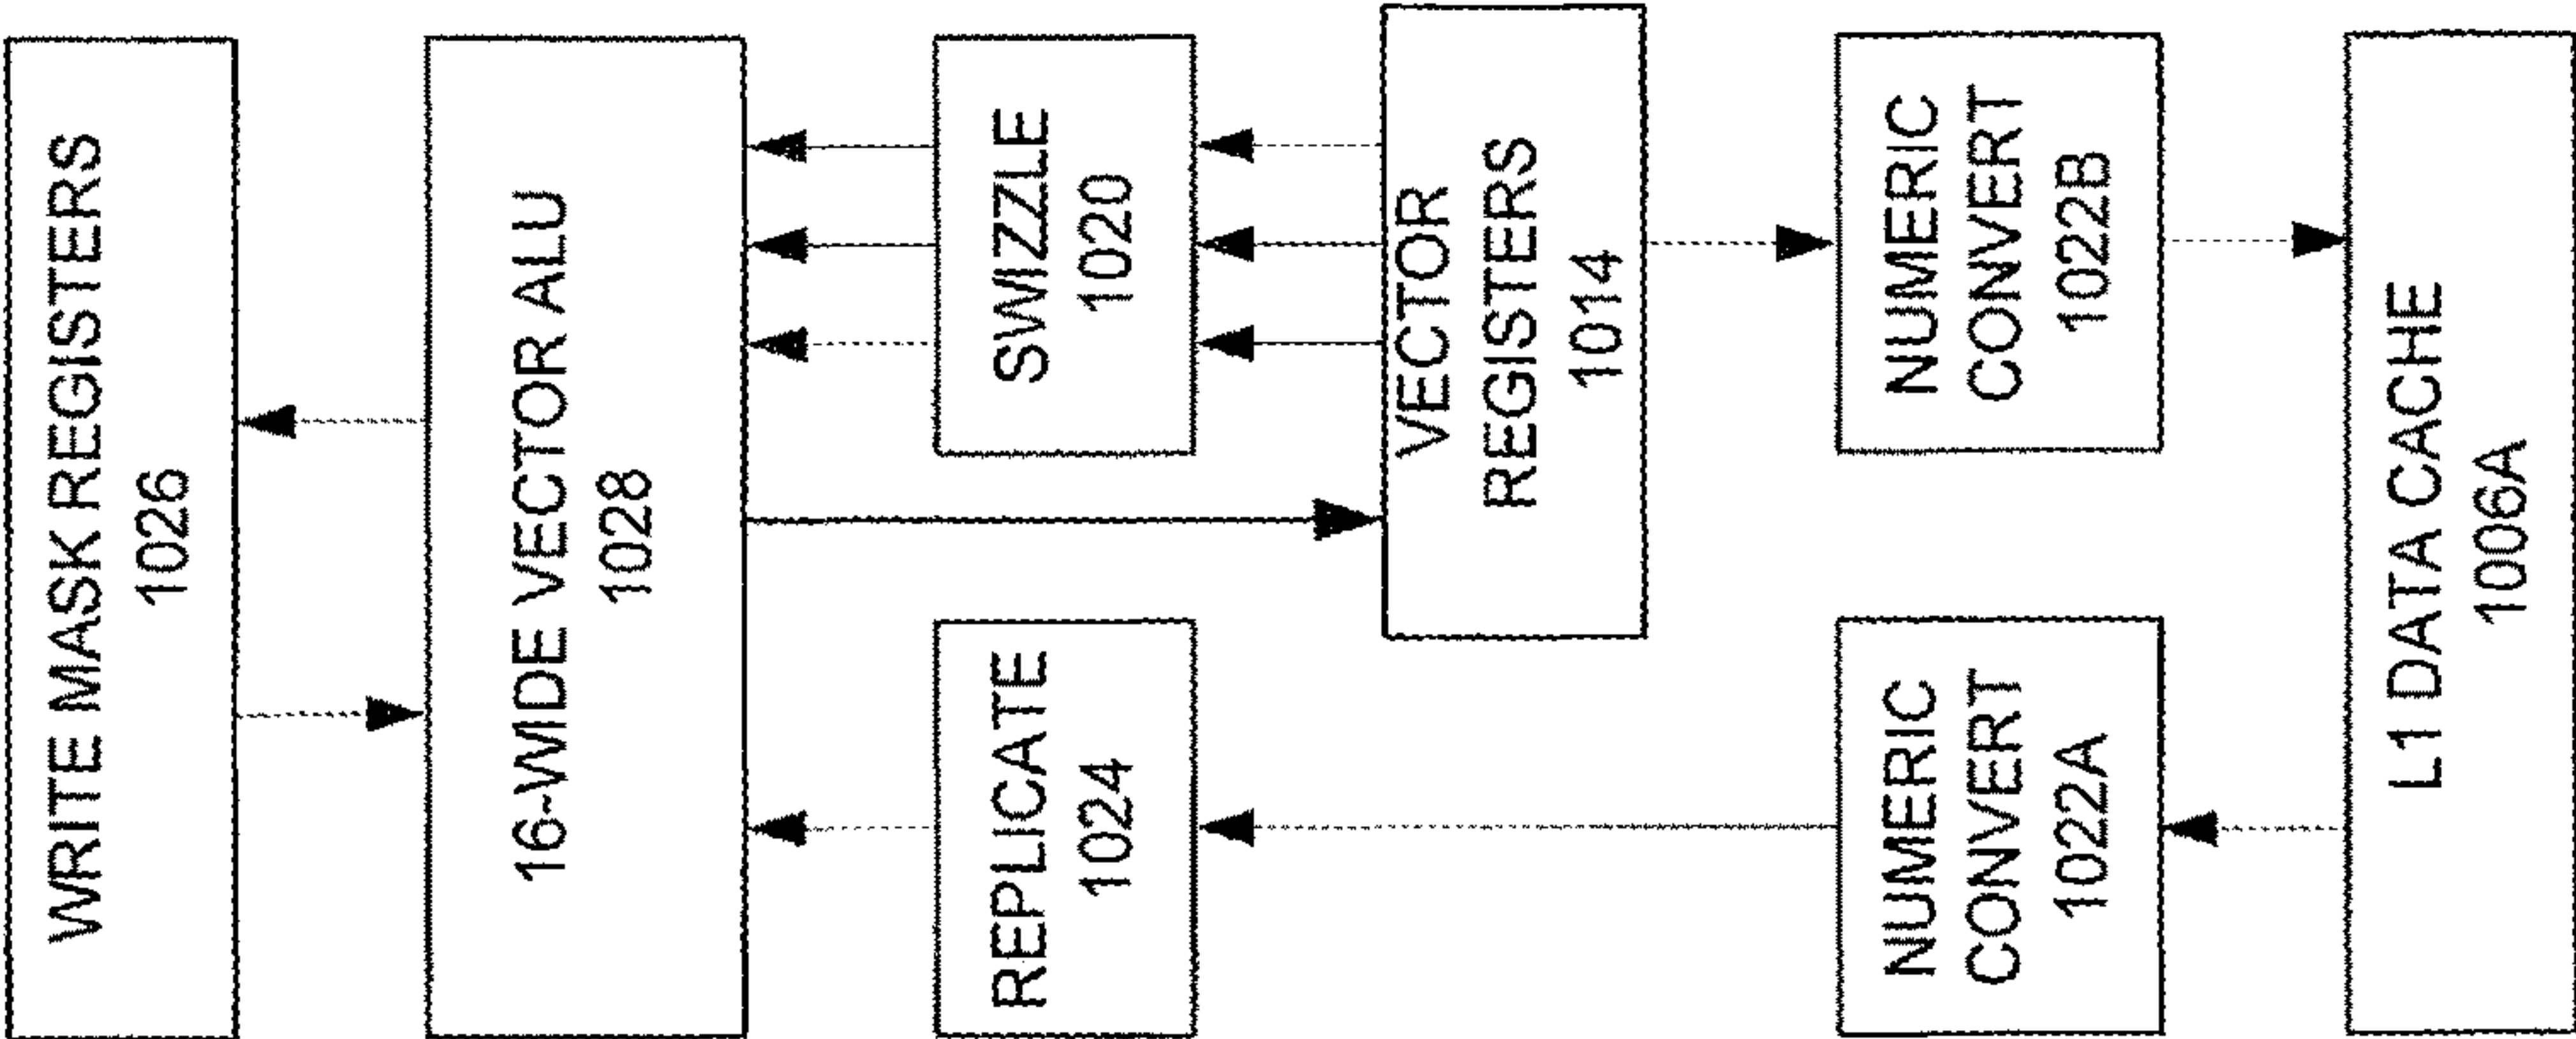 WRITE MASK REGISTERS
1026
16-WIDE VECTOR ALU
1028
REPLICATE
1024
SWIZZLE
1020
VECTOR
REGISTERS
1014
NUMERIC
CONVERT
1022A
NUMERIC
CONVERT
1022B
L1 DATA CACHE
1006A